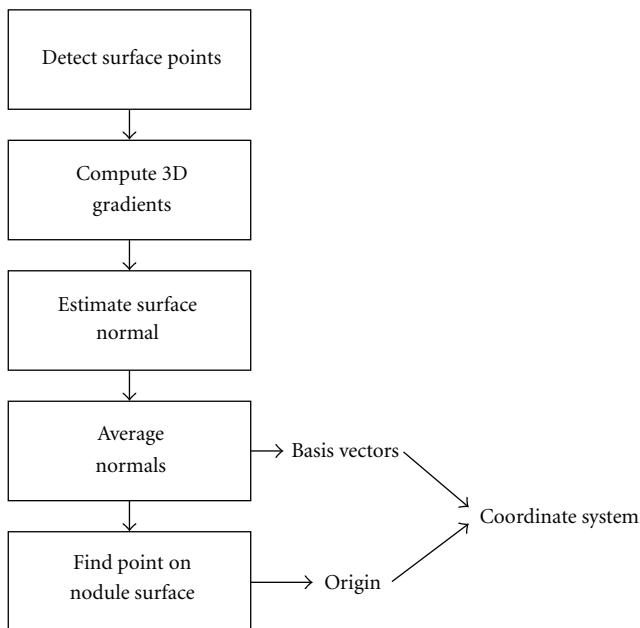 Detect surface points
Compute 3D
gradients
Estimate surface
normal
Average
normals
Basis vectors
Coordinate system
Find point on
nodule surface
Origin